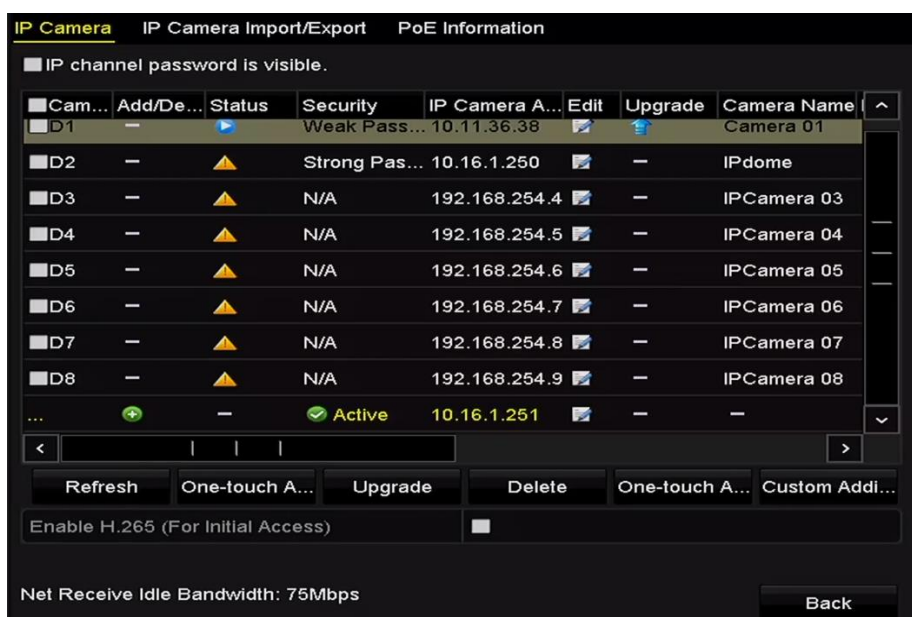 IP Camera IP Camera Import/Export PoE Information
IP channel password is visible.
Cam... Add/De... Status Security IP Camera A... Edit Upgrade Camera Name
D1 — Weak Pass... 10.11.36.38 Camera 01
D2 — Strong Pas... 10.16.1.250 — IPdome
D3 — N/A 192.168.254.4 — IPCamera 03
D4 — N/A 192.168.254.5 — IPCamera 04
D5 — N/A 192.168.254.6 — IPCamera 05
D6 — N/A 192.168.254.7 — IPCamera 06
D7 — N/A 192.168.254.8 — IPCamera 07
D8 — N/A 192.168.254.9 — IPCamera 08
... — Active 10.16.1.251 — —
Refresh One-touch A... Upgrade Delete One-touch A... Custom Addi...
Enable H.265 (For Initial Access)
Net Receive Idle Bandwidth: 75Mbps
Back